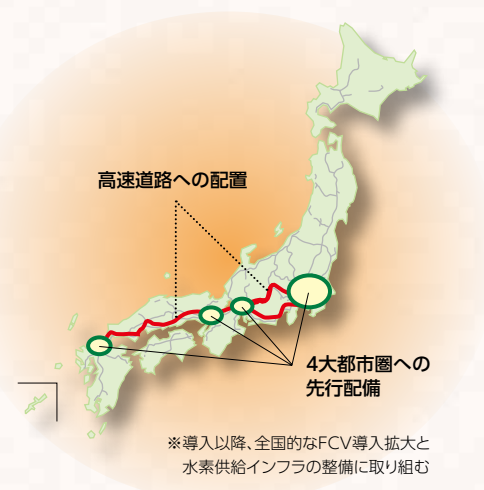 高速道路への配置
4大都市圏への
先行配備
※導入以降、全国的なFCV導入拡大と
水素供給インフラの整備に取り組む